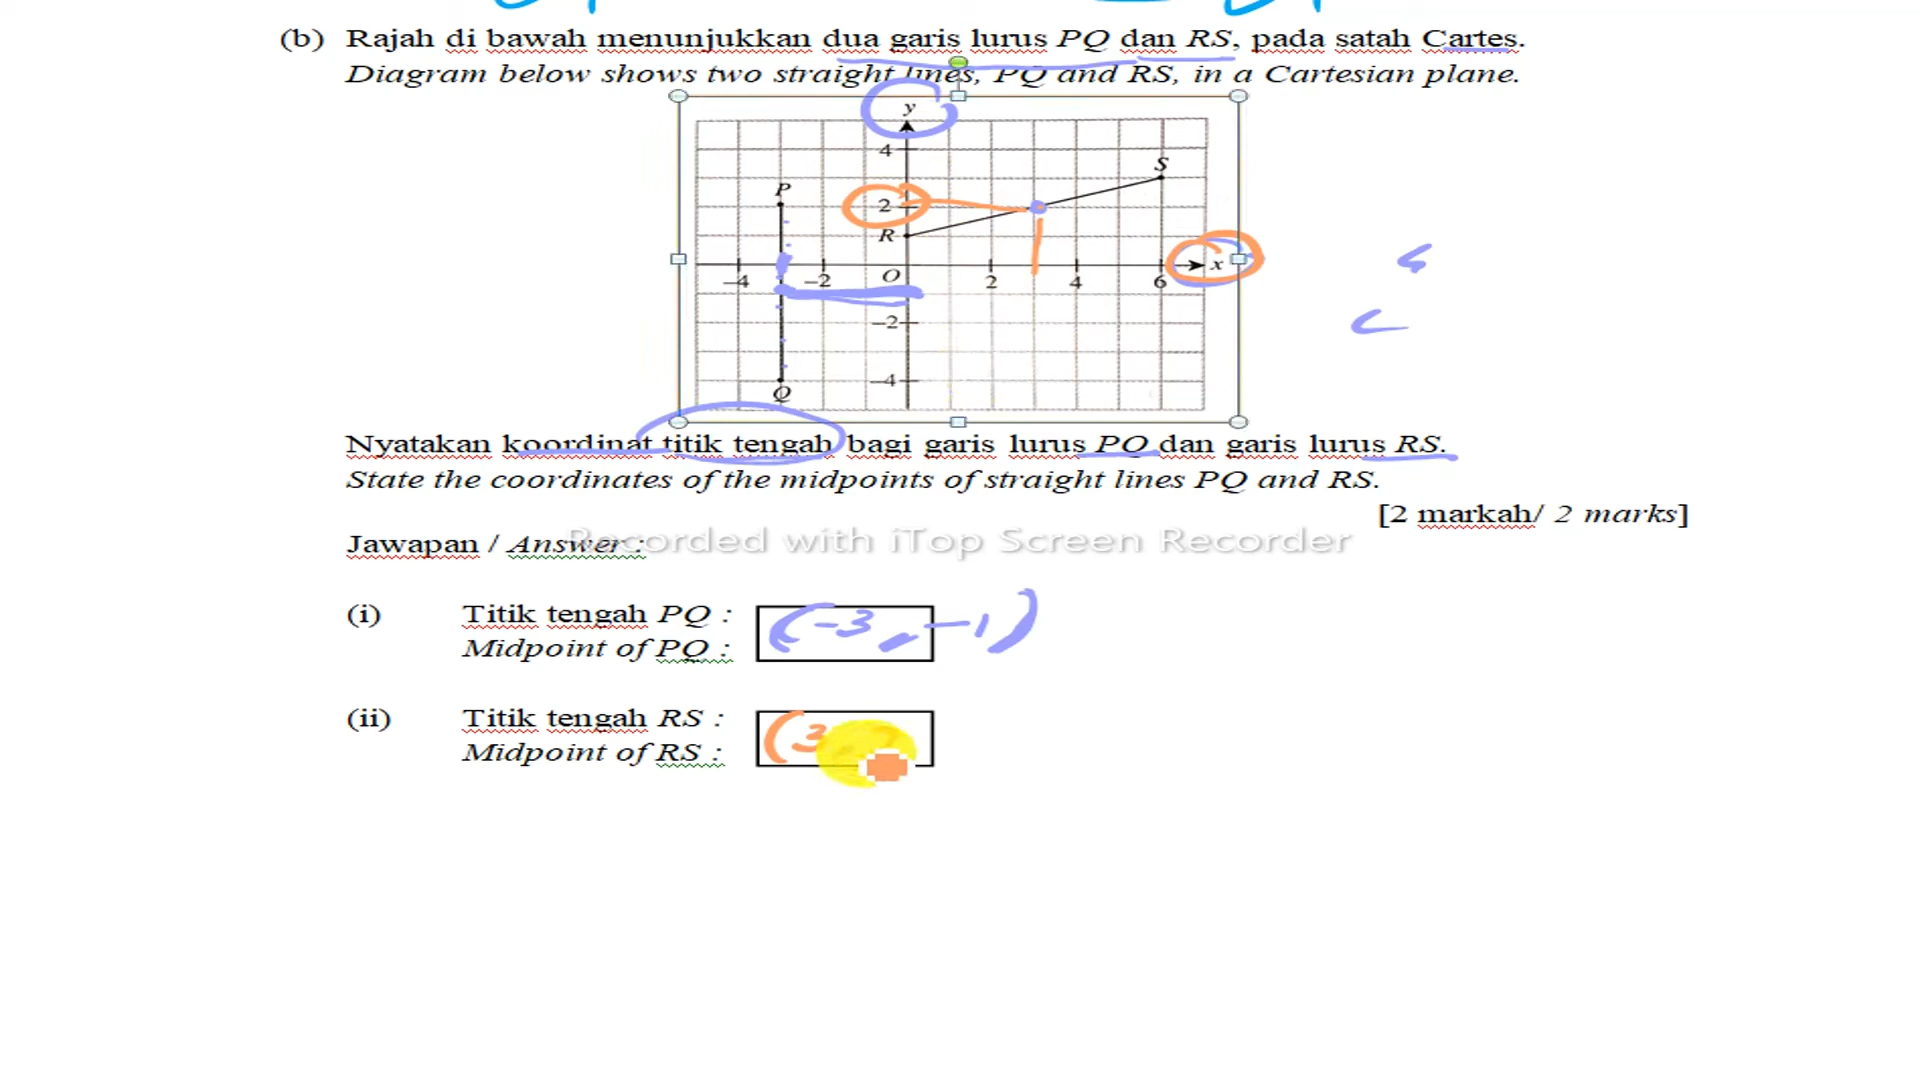 (b) Rajah di bawah menunjukkan dua garis lurus PQ dan RS, pada satah Cartes.
Diagram below shows two straight lines, PQ and RS, in a Cartesian plane.
y
4
S
P
2
R
O
x
–4
–2
2
4
6
–2
–4
Q
Nyatakan koordinat titik tengah bagi garis lurus PQ dan garis lurus RS.
State the coordinates of the midpoints of straight lines PQ and RS.
[2 markah/ 2 marks]
Recorded with iTop Screen Recorder
Jawapan / Answer :
(i) Titik tengah PQ : (-3, -1)
Midpoint of PQ :
(ii) Titik tengah RS : (3
Midpoint of RS :